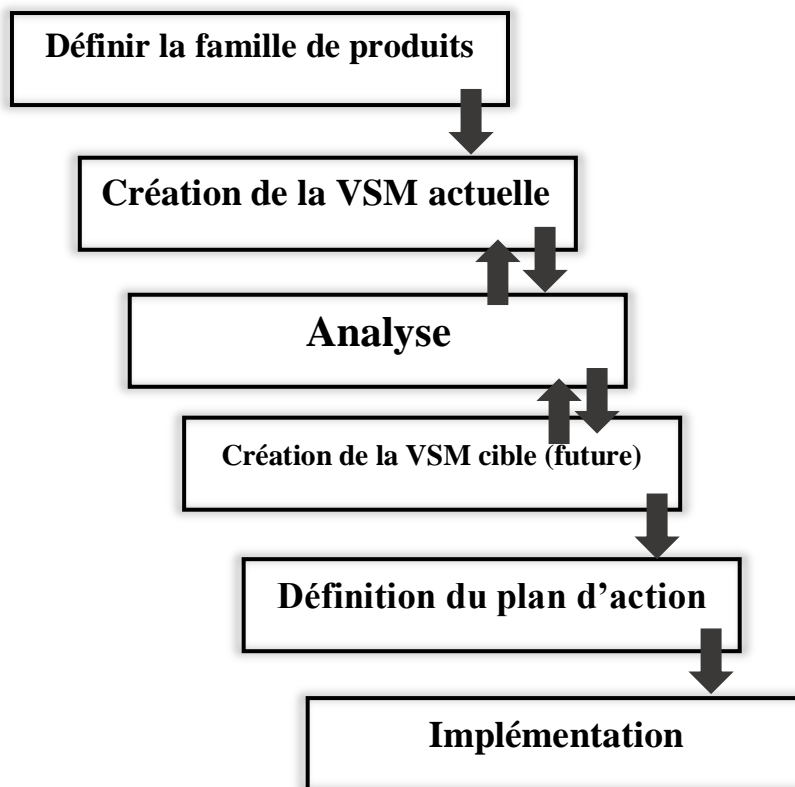 Définir la famille de produits
Création de la VSM actuelle
Analyse
Création de la VSM cible (future)
Définition du plan d’action
Implémentation